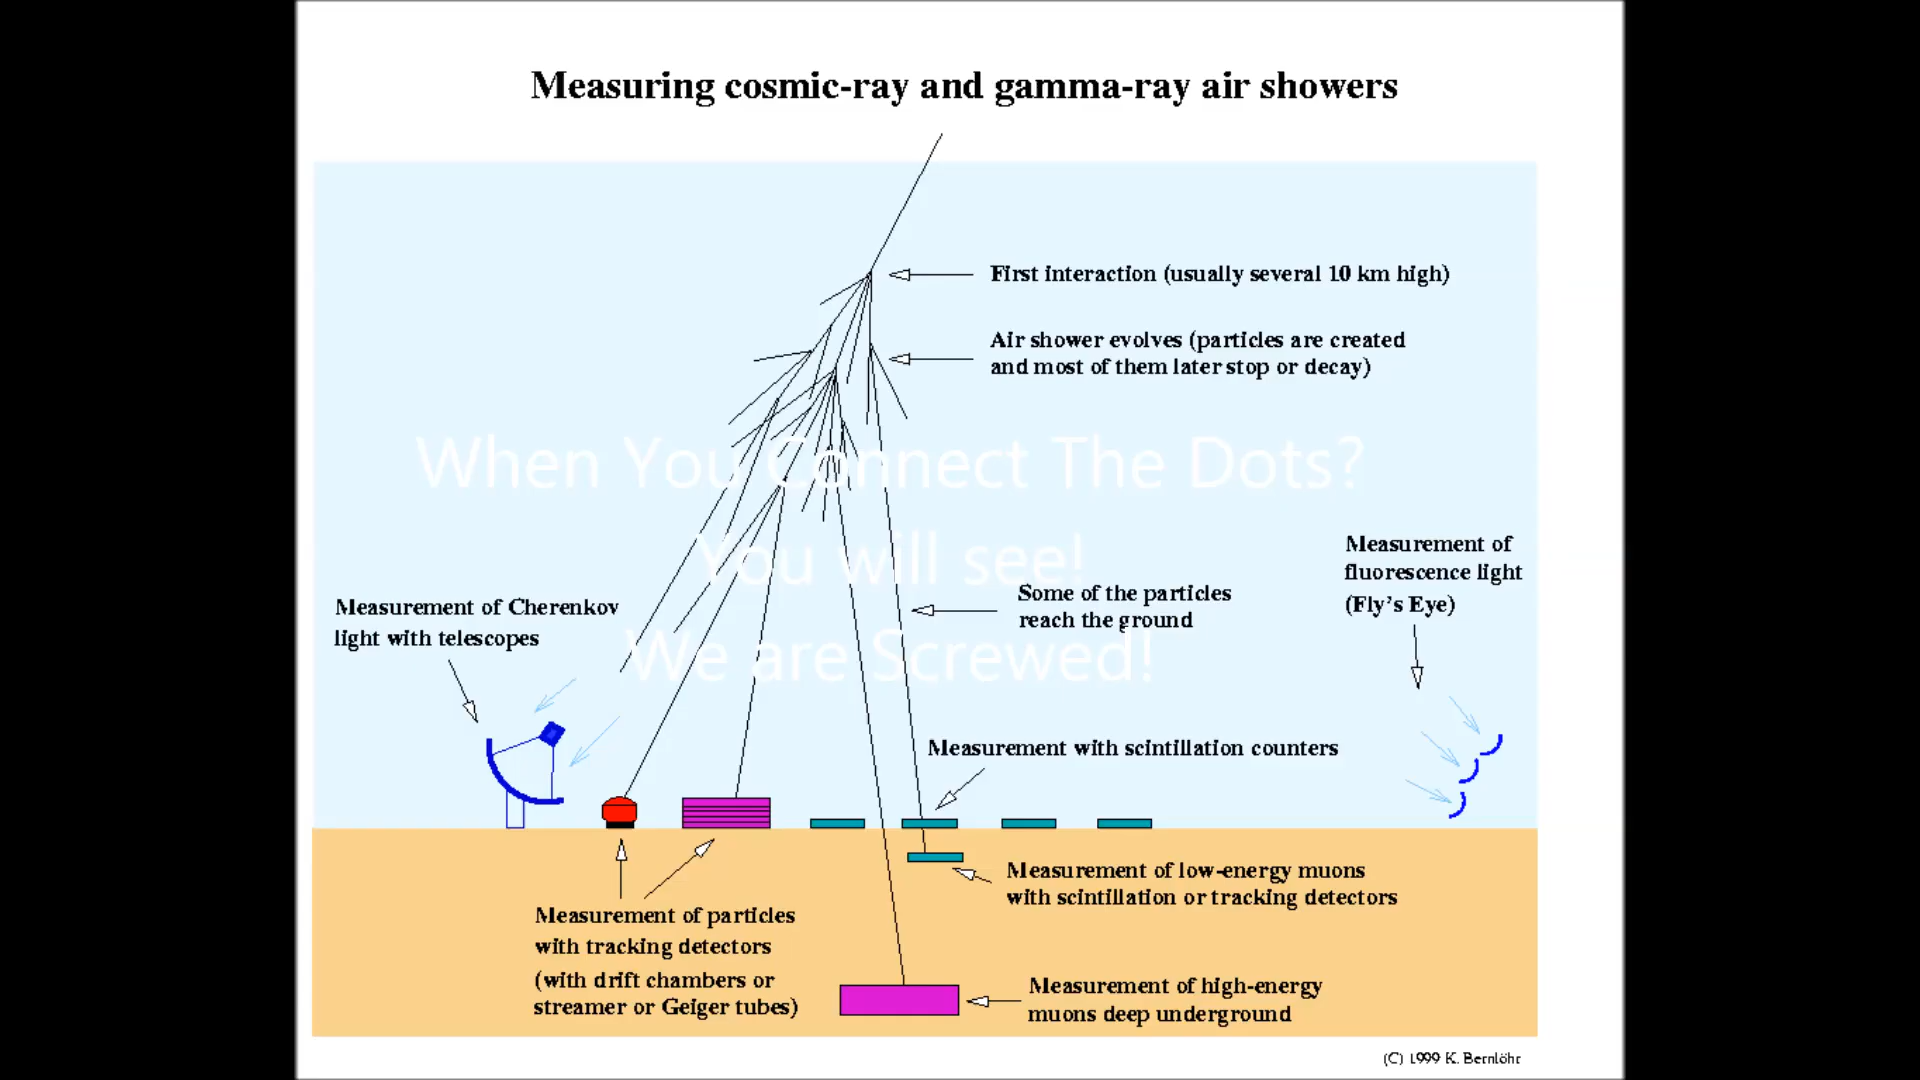 Measuring cosmic-ray and gamma-ray air showers
First interaction (usually several 10 km high)
Air shower evolves (particles are created
and most of them later stop or decay)
When You Connect The Dots?
You will see!
We are Screwed!
Measurement of
fluorescence light
(Fly's Eye)
Some of the particles
reach the ground
Measurement of Cherenkov
light with telescopes
Measurement with scintillation counters
Measurement of low-energy muons
with scintillation or tracking detectors
Measurement of particles
with tracking detectors
(with drift chambers or
streamer or Geiger tubes)
Measurement of high-energy
muons deep underground
(C) 1999 K. Bernlöhr